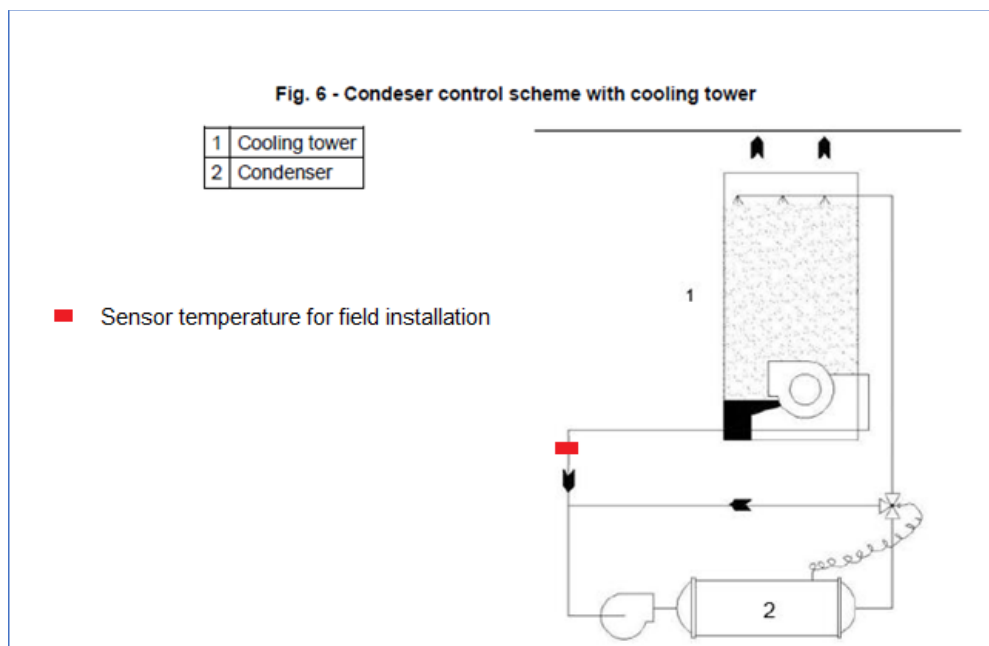 Fig. 6 - Condeser control scheme with cooling tower
1 Cooling tower
2 Condenser
1
Sensor temperature for field installation
2